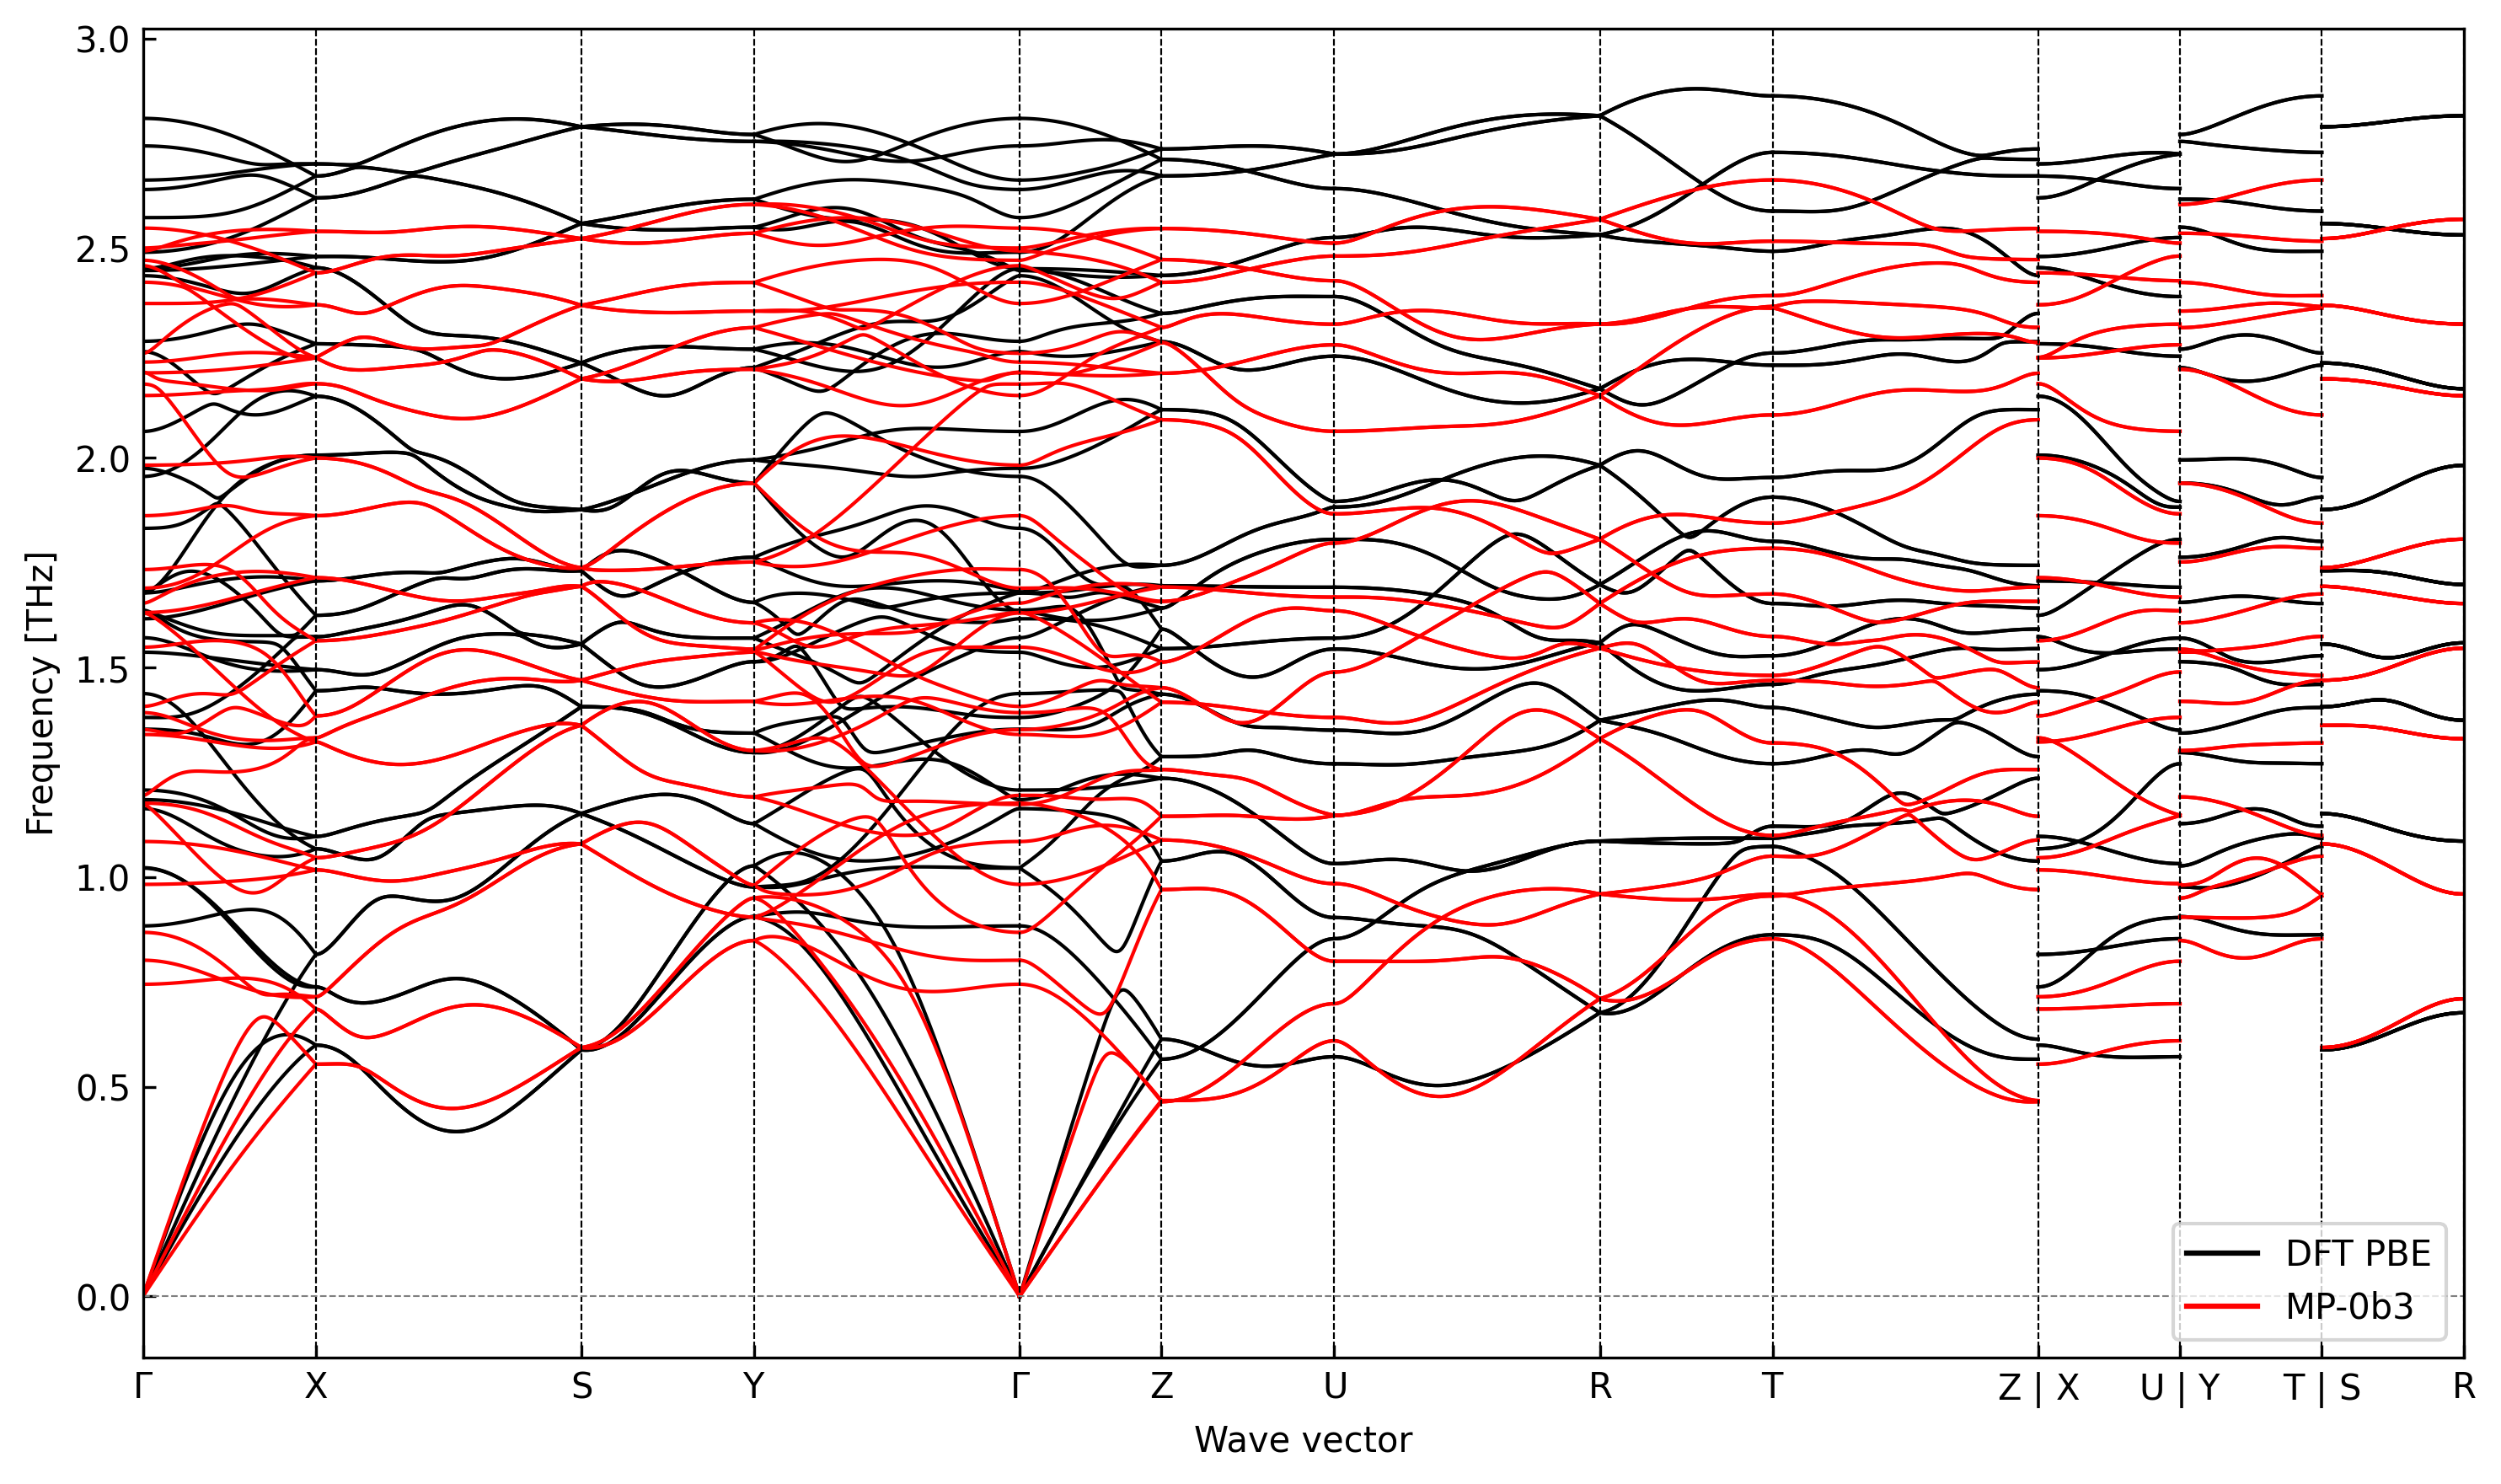 3.0
2.5
2.0
1.5
1.0
0.5
0.0
Frequency [THz]
Γ X S Y Γ Z U R T Z | X U | Y T | S R
Wave vector
DFT PBE
MP-0b3